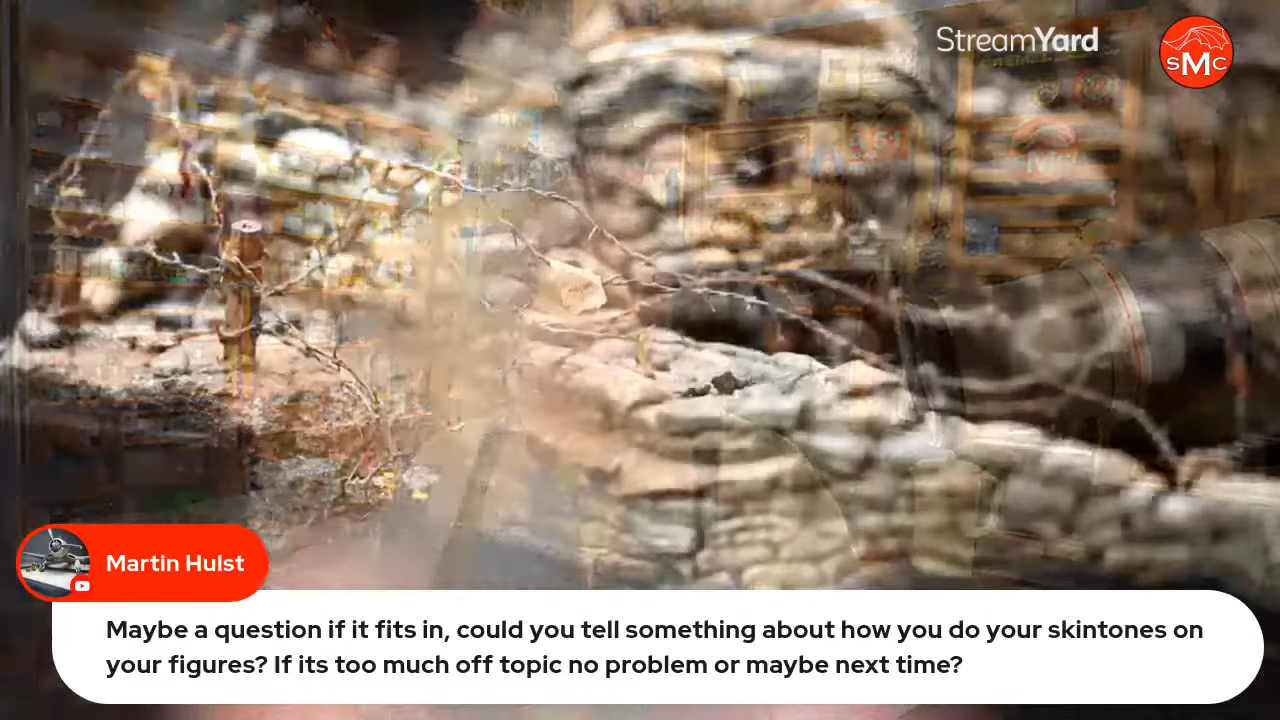 StreamYard
SMC
Martin Hulst
Maybe a question if it fits in, could you tell something about how you do your skintones on
your figures? If its too much off topic no problem or maybe next time?